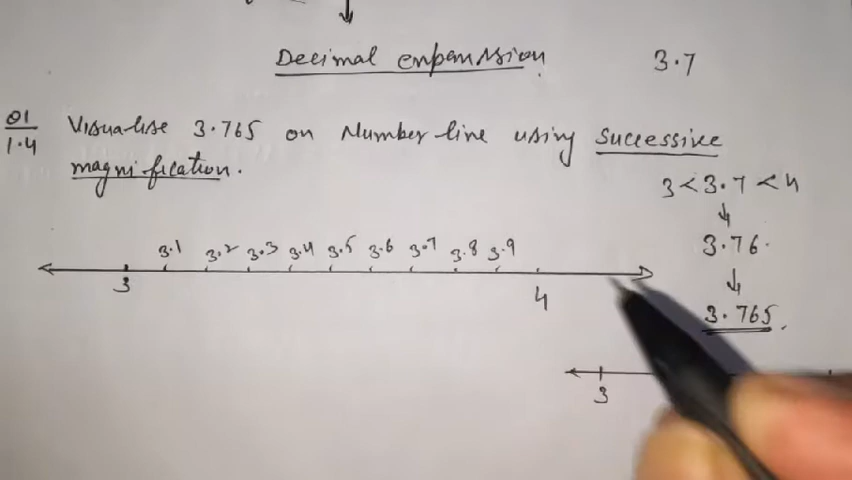 Decimal expansion
3.7
Q1 Visualise 3.765 on Number line using successive
1.4 magnification.
3 < 3.7 < 4
3.76.
3.765.
3.1 3.2 3.3 3.4 3.5 3.6 3.7 3.8 3.9
3 4
3